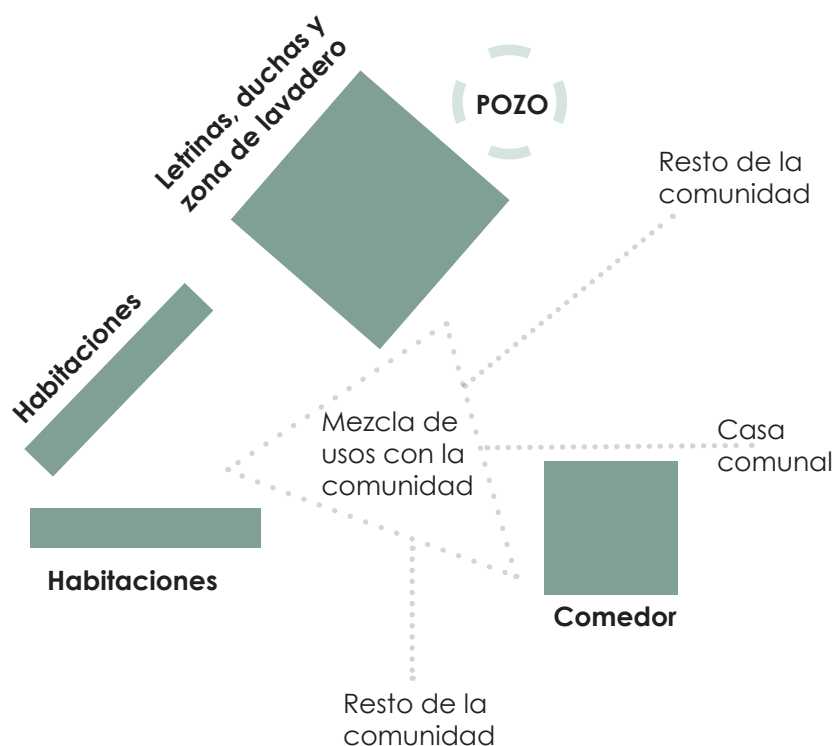 Letrinas, duchas y
zona de lavadero
POZO
Resto de la
comunidad
Habitaciones
Mezcla de
usos con la
comunidad
Casa
comunal
Habitaciones
Comedor
Resto de la
comunidad